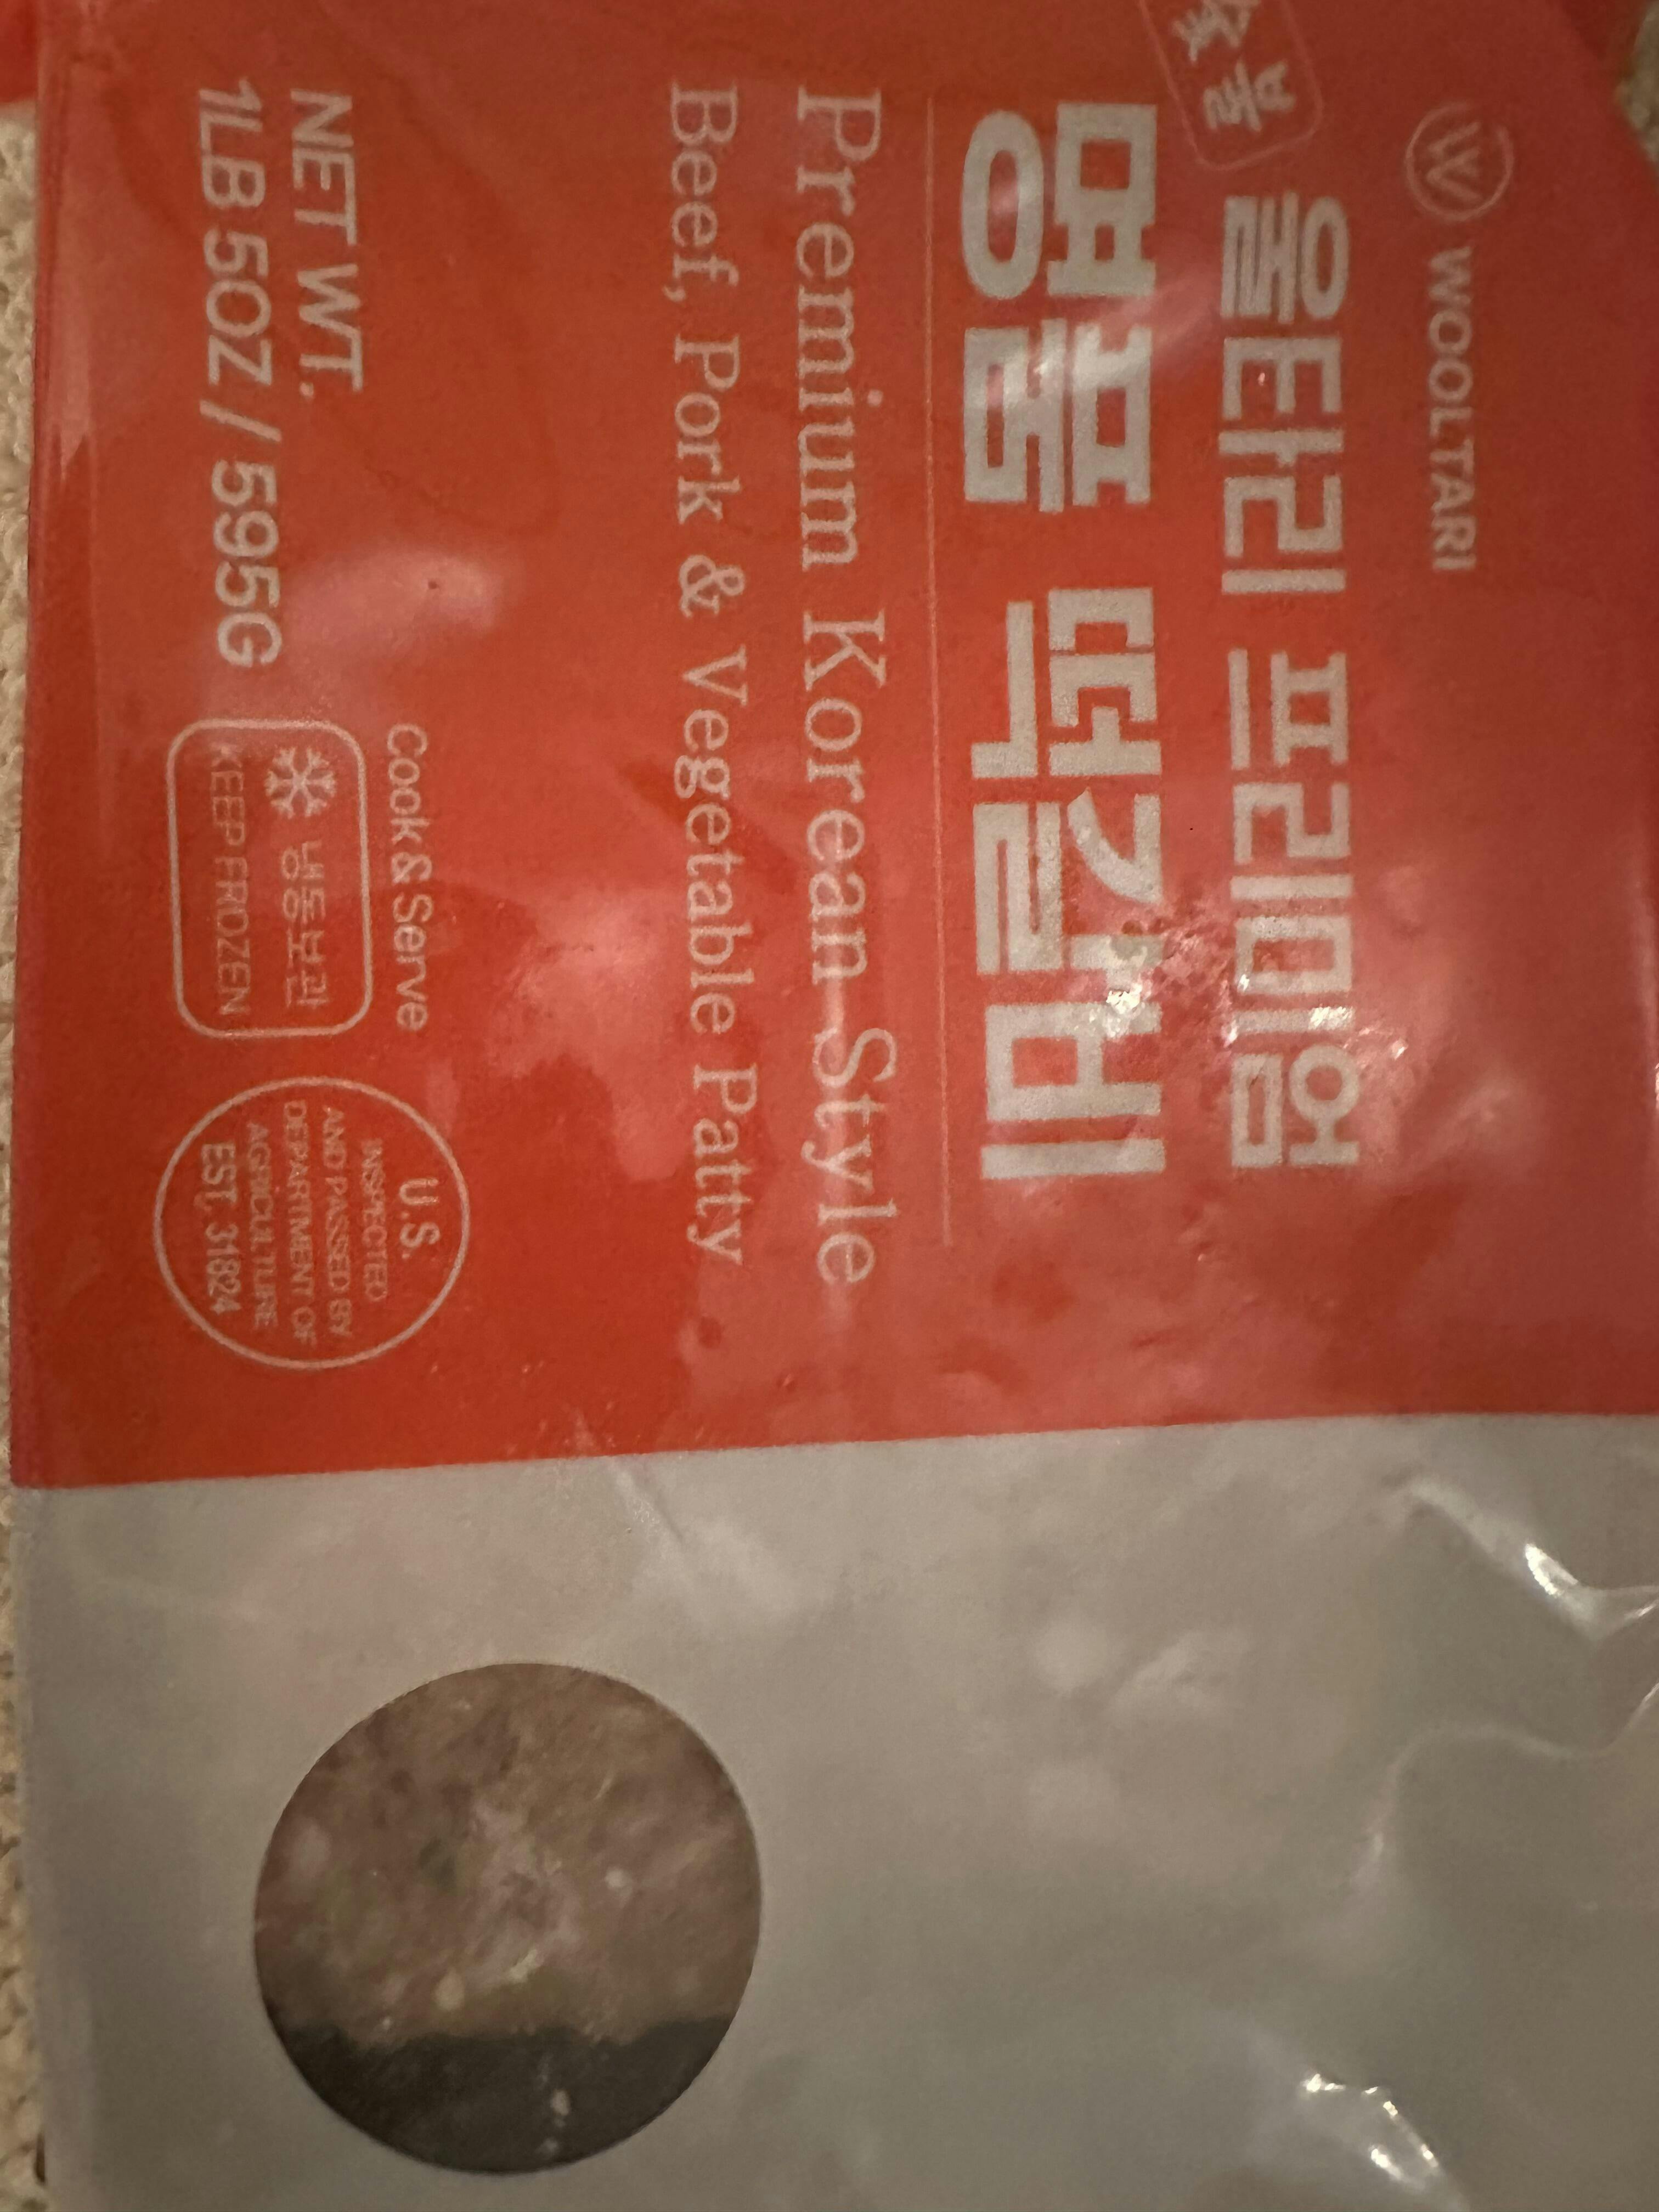 WOOLTARI
울타리 프리미엄
명품 떡갈비
Premium Korean Style
Beef, Pork & Vegetable Patty
NET WT.
1LB 5OZ / 595G
Cook & Serve
냉동보관
KEEP FROZEN
U.S.
INSPECTED
AND PASSED BY
DEPARTMENT OF
AGRICULTURE
EST. 31824